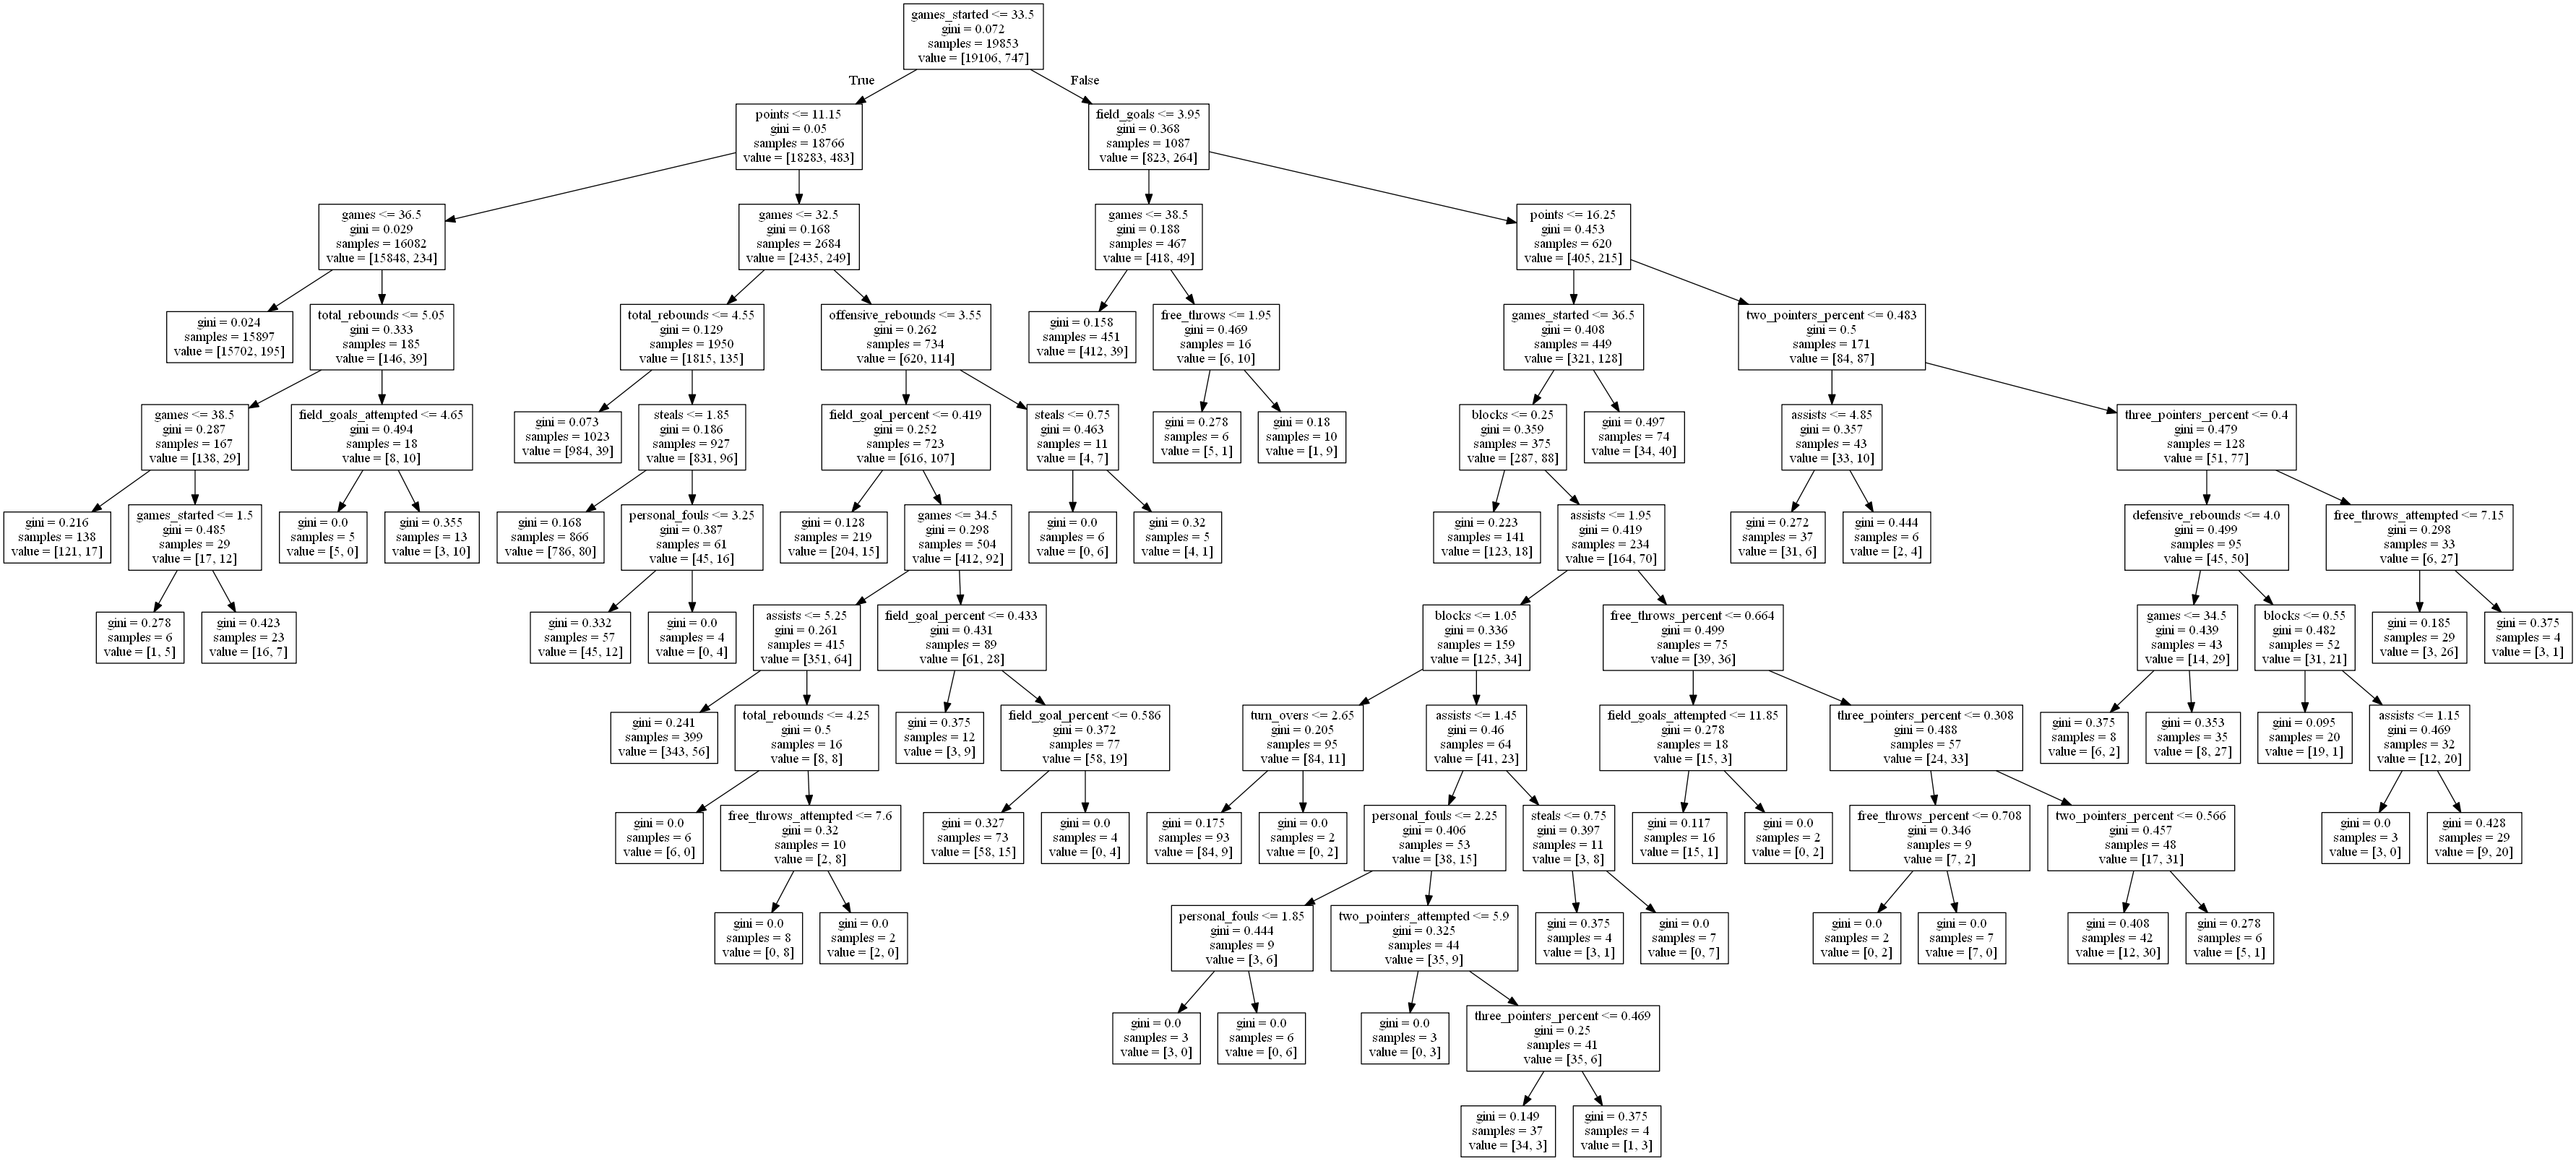 games_started <= 33.5
gini = 0.072
samples = 19853
value = [19106, 747]
True
False
points <= 11.15
gini = 0.05
samples = 18766
value = [18283, 483]
field_goals <= 3.95
gini = 0.368
samples = 1087
value = [823, 264]
games <= 36.5
gini = 0.029
samples = 16082
value = [15848, 234]
games <= 32.5
gini = 0.168
samples = 2684
value = [2435, 249]
games <= 38.5
gini = 0.188
samples = 467
value = [418, 49]
points <= 16.25
gini = 0.453
samples = 620
value = [405, 215]
gini = 0.024
samples = 15897
value = [15702, 195]
total_rebounds <= 5.05
gini = 0.333
samples = 185
value = [146, 39]
total_rebounds <= 4.55
gini = 0.129
samples = 1950
value = [1815, 135]
offensive_rebounds <= 3.55
gini = 0.262
samples = 734
value = [620, 114]
gini = 0.158
samples = 451
value = [412, 39]
free_throws <= 1.95
gini = 0.469
samples = 16
value = [6, 10]
games_started <= 36.5
gini = 0.408
samples = 449
value = [321, 128]
two_pointers_percent <= 0.483
gini = 0.5
samples = 171
value = [84, 87]
games <= 38.5
gini = 0.287
samples = 167
value = [138, 29]
field_goals_attempted <= 4.65
gini = 0.494
samples = 18
value = [8, 10]
gini = 0.073
samples = 1023
value = [984, 39]
steals <= 1.85
gini = 0.186
samples = 927
value = [831, 96]
field_goal_percent <= 0.419
gini = 0.252
samples = 723
value = [616, 107]
steals <= 0.75
gini = 0.463
samples = 11
value = [4, 7]
gini = 0.278
samples = 6
value = [5, 1]
gini = 0.18
samples = 10
value = [1, 9]
blocks <= 0.25
gini = 0.359
samples = 375
value = [287, 88]
gini = 0.497
samples = 74
value = [34, 40]
assists <= 4.85
gini = 0.357
samples = 43
value = [33, 10]
three_pointers_percent <= 0.4
gini = 0.479
samples = 128
value = [51, 77]
gini = 0.216
samples = 138
value = [121, 17]
games_started <= 1.5
gini = 0.485
samples = 29
value = [17, 12]
gini = 0.0
samples = 5
value = [5, 0]
gini = 0.355
samples = 13
value = [3, 10]
gini = 0.168
samples = 866
value = [786, 80]
personal_fouls <= 3.25
gini = 0.387
samples = 61
value = [45, 16]
gini = 0.128
samples = 219
value = [204, 15]
games <= 34.5
gini = 0.298
samples = 504
value = [412, 92]
gini = 0.0
samples = 6
value = [0, 6]
gini = 0.32
samples = 5
value = [4, 1]
gini = 0.223
samples = 141
value = [123, 18]
assists <= 1.95
gini = 0.419
samples = 234
value = [164, 70]
gini = 0.272
samples = 37
value = [31, 6]
gini = 0.444
samples = 6
value = [2, 4]
defensive_rebounds <= 4.0
gini = 0.499
samples = 95
value = [45, 50]
free_throws_attempted <= 7.15
gini = 0.298
samples = 33
value = [6, 27]
gini = 0.278
samples = 6
value = [1, 5]
gini = 0.423
samples = 23
value = [16, 7]
gini = 0.332
samples = 57
value = [45, 12]
gini = 0.0
samples = 4
value = [0, 4]
assists <= 5.25
gini = 0.261
samples = 415
value = [351, 64]
field_goal_percent <= 0.433
gini = 0.431
samples = 89
value = [61, 28]
blocks <= 1.05
gini = 0.336
samples = 159
value = [125, 34]
free_throws_percent <= 0.664
gini = 0.499
samples = 75
value = [39, 36]
games <= 34.5
gini = 0.439
samples = 43
value = [14, 29]
blocks <= 0.55
gini = 0.482
samples = 52
value = [31, 21]
gini = 0.185
samples = 29
value = [3, 26]
gini = 0.375
samples = 4
value = [3, 1]
gini = 0.241
samples = 399
value = [343, 56]
total_rebounds <= 4.25
gini = 0.5
samples = 16
value = [8, 8]
gini = 0.375
samples = 12
value = [3, 9]
field_goal_percent <= 0.586
gini = 0.372
samples = 77
value = [58, 19]
turn_overs <= 2.65
gini = 0.205
samples = 95
value = [84, 11]
assists <= 1.45
gini = 0.46
samples = 64
value = [41, 23]
field_goals_attempted <= 11.85
gini = 0.278
samples = 18
value = [15, 3]
three_pointers_percent <= 0.308
gini = 0.488
samples = 57
value = [24, 33]
gini = 0.375
samples = 8
value = [6, 2]
gini = 0.353
samples = 35
value = [8, 27]
gini = 0.095
samples = 20
value = [19, 1]
assists <= 1.15
gini = 0.469
samples = 32
value = [12, 20]
gini = 0.0
samples = 6
value = [6, 0]
free_throws_attempted <= 7.6
gini = 0.32
samples = 10
value = [2, 8]
gini = 0.327
samples = 73
value = [58, 15]
gini = 0.0
samples = 4
value = [0, 4]
gini = 0.175
samples = 93
value = [84, 9]
gini = 0.0
samples = 2
value = [0, 2]
personal_fouls <= 2.25
gini = 0.406
samples = 53
value = [38, 15]
steals <= 0.75
gini = 0.397
samples = 11
value = [3, 8]
gini = 0.117
samples = 16
value = [15, 1]
gini = 0.0
samples = 2
value = [0, 2]
free_throws_percent <= 0.708
gini = 0.346
samples = 9
value = [7, 2]
two_pointers_percent <= 0.566
gini = 0.457
samples = 48
value = [17, 31]
gini = 0.0
samples = 3
value = [3, 0]
gini = 0.428
samples = 29
value = [9, 20]
gini = 0.0
samples = 8
value = [0, 8]
gini = 0.0
samples = 2
value = [2, 0]
personal_fouls <= 1.85
gini = 0.444
samples = 9
value = [3, 6]
two_pointers_attempted <= 5.9
gini = 0.325
samples = 44
value = [35, 9]
gini = 0.375
samples = 4
value = [3, 1]
gini = 0.0
samples = 7
value = [0, 7]
gini = 0.0
samples = 2
value = [0, 2]
gini = 0.0
samples = 7
value = [7, 0]
gini = 0.408
samples = 42
value = [12, 30]
gini = 0.278
samples = 6
value = [5, 1]
gini = 0.0
samples = 3
value = [3, 0]
gini = 0.0
samples = 6
value = [0, 6]
gini = 0.0
samples = 3
value = [0, 3]
three_pointers_percent <= 0.469
gini = 0.25
samples = 41
value = [35, 6]
gini = 0.149
samples = 37
value = [34, 3]
gini = 0.375
samples = 4
value = [1, 3]